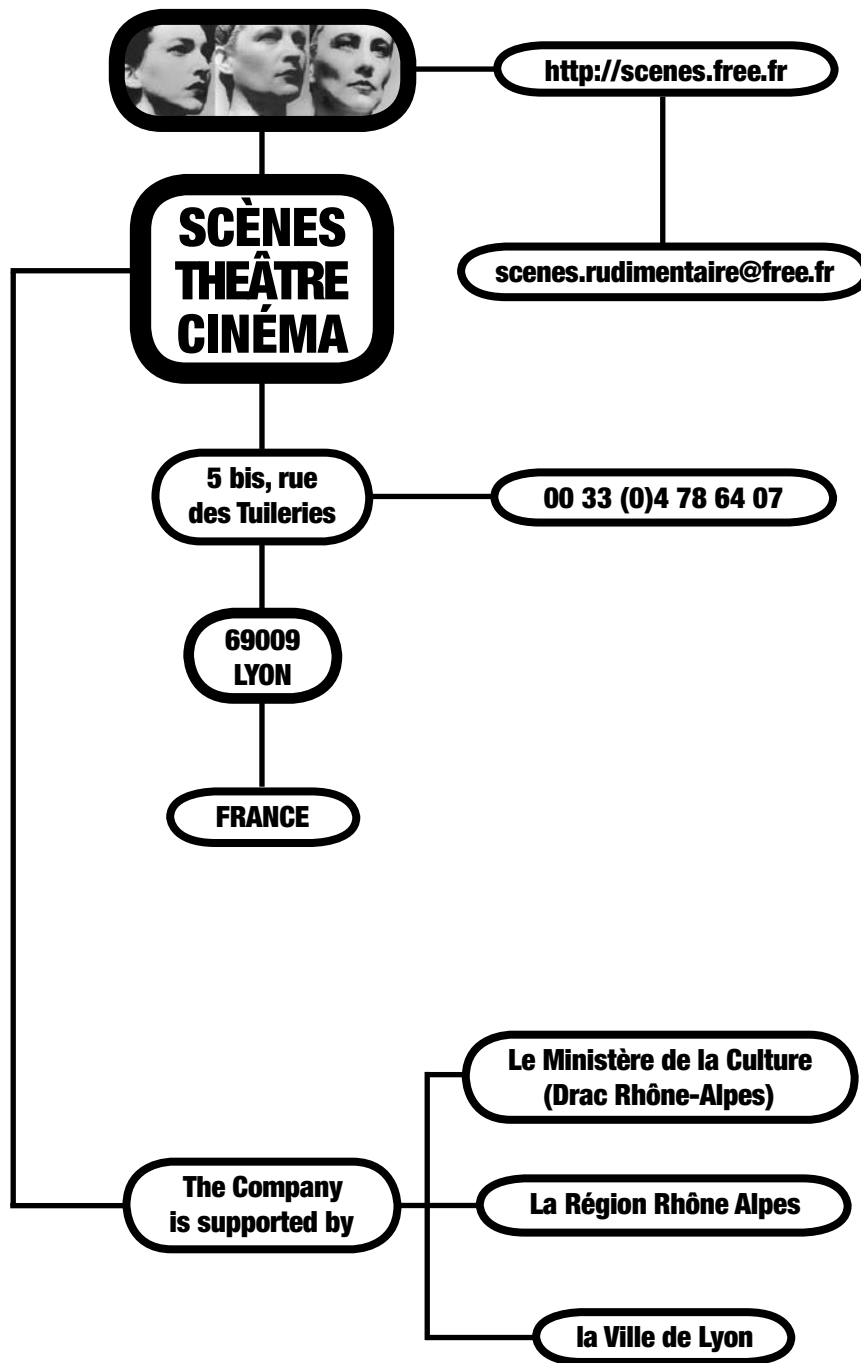 http://scenes.free.fr
SCÈNES
THEÂTRE
CINÉMA
scenes.rudimentaire@free.fr
5 bis, rue
des Tuileries
00 33 (0)4 78 64 07
69009
LYON
FRANCE
Le Ministère de la Culture
(Drac Rhône-Alpes)
The Company
is supported by
La Région Rhône Alpes
la Ville de Lyon